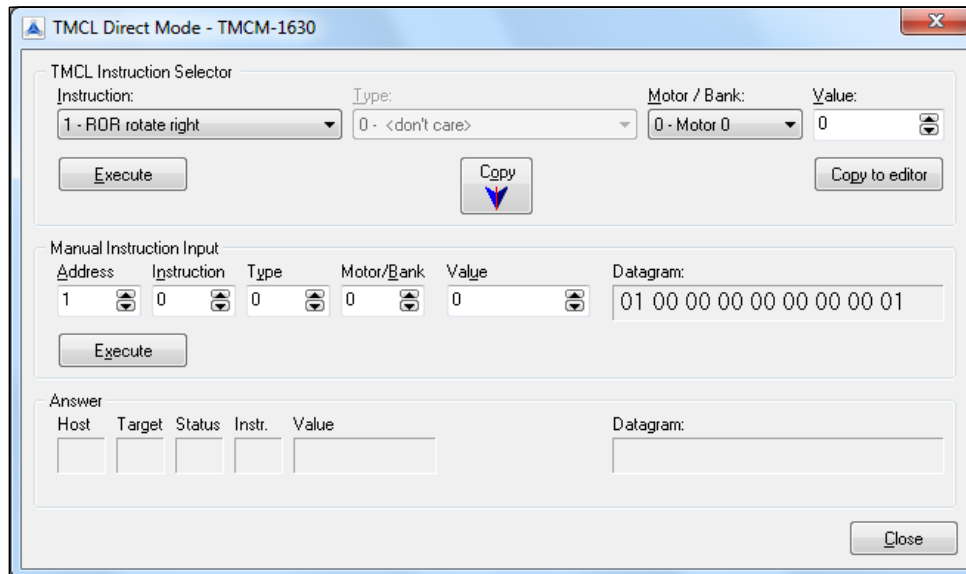 TMCL Direct Mode - TMCM-1630
TMCL Instruction Selector
Instruction: Type: Motor / Bank: Value:
1 - ROR rotate right 0 - <don't care> 0 - Motor 0 0
Execute Copy Copy to editor
Manual Instruction Input
Address Instruction Type Motor/Bank Value Datagram:
1 0 0 0 0 01 00 00 00 00 00 00 00 01
Execute
Answer
Host Target Status Instr. Value Datagram:
Close